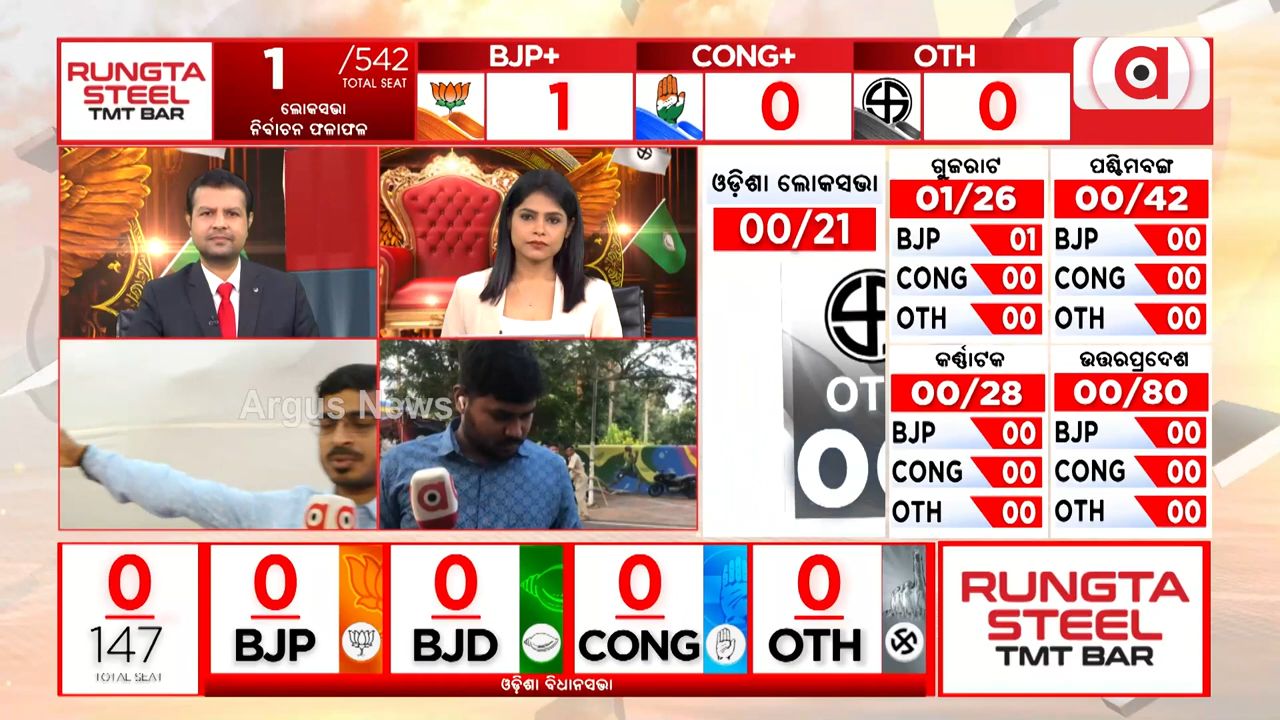 RUNGTA
STEEL
TMT BAR
1 /542
TOTAL SEAT
ଲୋକସଭା
ନିର୍ବାଚନ ଫଳାଫଳ
BJP+
1
CONG+
0
OTH
0
a
ଓଡ଼ିଶା ଲୋକସଭା
00/21
OT
ଗୁଜରାଟ
01/26
BJP 01
CONG 00
OTH 00
ପଶ୍ଚିମବଙ୍ଗ
00/42
BJP 00
CONG 00
OTH 00
କର୍ଣ୍ଣାଟକ
00/28
BJP 00
CONG 00
OTH 00
ଉତ୍ତରପ୍ରଦେଶ
00/80
BJP 00
CONG 00
OTH 00
Argus News
0
147
TOTAL SEAT
0
BJP
0
BJD
0
CONG
0
OTH
ଓଡ଼ିଶା ବିଧାନସଭା
RUNGTA
STEEL
TMT BAR